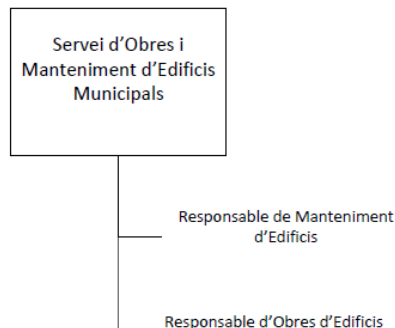 Servei d'Obres i
Manteniment d'Edificis
Municipals
Responsable de Manteniment
d'Edificis
Responsable d'Obres d'Edificis